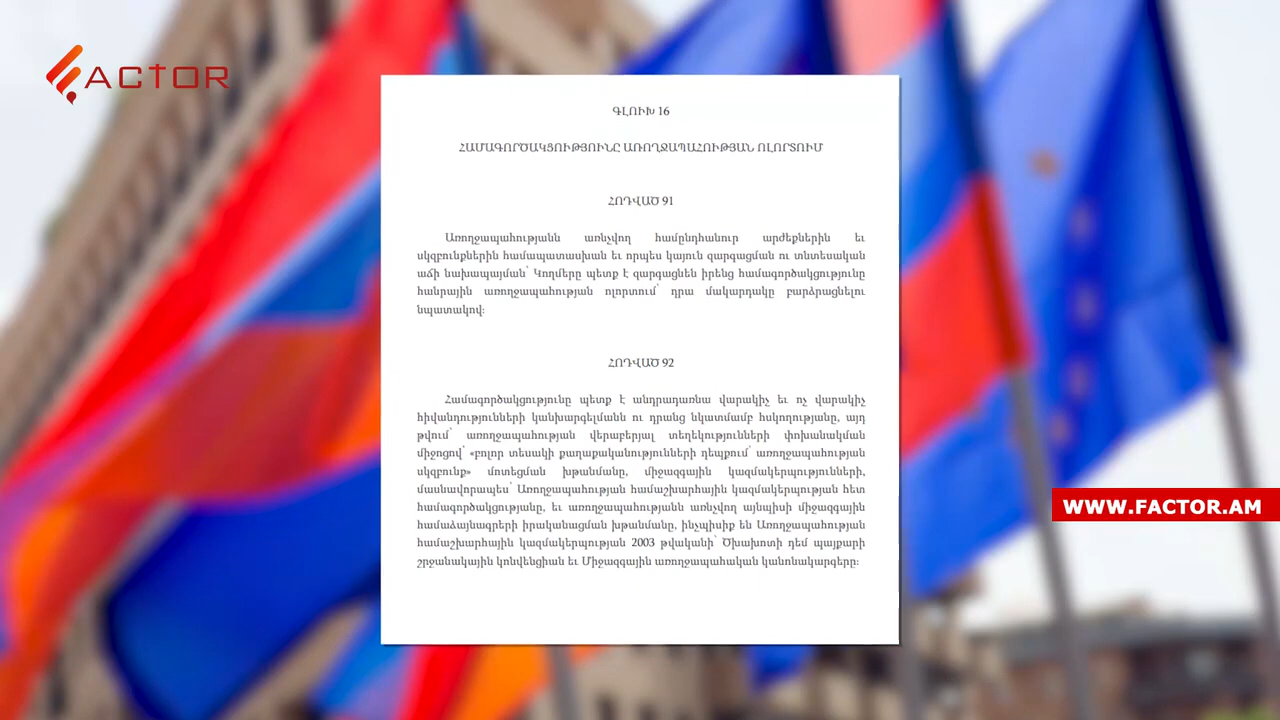 ACTOR
ԳԼՈՒԽ 16
ՀԱՄԱԳՈՐԾԱԿՑՈՒԹՅՈՒՆԸ ԱՌՈՂՋԱՊԱՀՈՒԹՅԱՆ ՈԼՈՐՏՈՒՄ
ՀՈԴՎԱԾ 91
Առողջապահությանն առնչվող համընդհանուր արժեքներին եւ
սկզբունքներին համապատասխան եւ որպես կայուն զարգացման ու տնտեսական
աճի նախապայման՝ Կողմերը պետք է զարգացնեն իրենց համագործակցությունը
հանրային առողջապահության ոլորտում՝ դրա մակարդակը բարձրացնելու
նպատակով:
ՀՈԴՎԱԾ 92
Համագործակցությունը պետք է անդրադառնա վարակիչ եւ ոչ վարակիչ
հիվանդությունների կանխարգելմանն ու դրանց նկատմամբ հսկողությանը, այդ
թվում՝ առողջապահության վերաբերյալ տեղեկությունների փոխանակման
միջոցով՝ «բոլոր տեսակի քաղաքականությունների դեպքում՝ առողջապահության
սկզբունք» մոտեցման խթանմանը, միջազգային կազմակերպությունների,
մասնավորապես՝ Առողջապահության համաշխարհային կազմակերպության հետ
համագործակցությանը, եւ առողջապահությանն առնչվող այնպիսի միջազգային
համաձայնագրերի իրականացման խթանմանը, ինչպիսիք են Առողջապահության
համաշխարհային կազմակերպության 2003 թվականի՝ Ծխախոտի դեմ պայքարի
շրջանակային կոնվենցիան եւ Միջազգային առողջապահական կանոնակարգերը:
WWW.FACTOR.AM